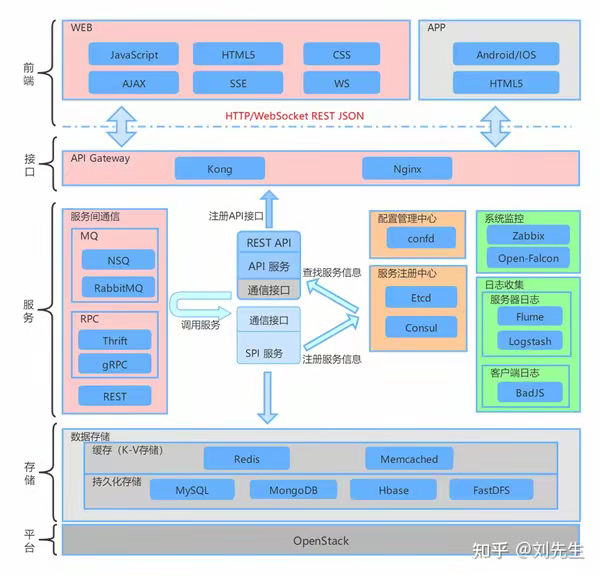 前端
WEB
JavaScript
HTML5
CSS
AJAX
SSE
WS
APP
Android/IOS
HTML5
HTTP/WebSocket REST JSON
接口
API Gateway
Kong
Nginx
服务
服务间通信
MQ
NSQ
RabbitMQ
RPC
Thrift
gRPC
REST
注册API接口
REST API
API 服务
通信接口
调用服务
通信接口
SPI 服务
查找服务信息
注册服务信息
配置管理中心
confd
服务注册中心
Etcd
Consul
系统监控
Zabbix
Open-Falcon
日志收集
服务器日志
Flume
Logstash
客户端日志
BadJS
存储
数据存储
缓存（K-V存储）
Redis
Memcached
持久化存储
MySQL
MongoDB
Hbase
FastDFS
平台
OpenStack
知乎 @刘先生